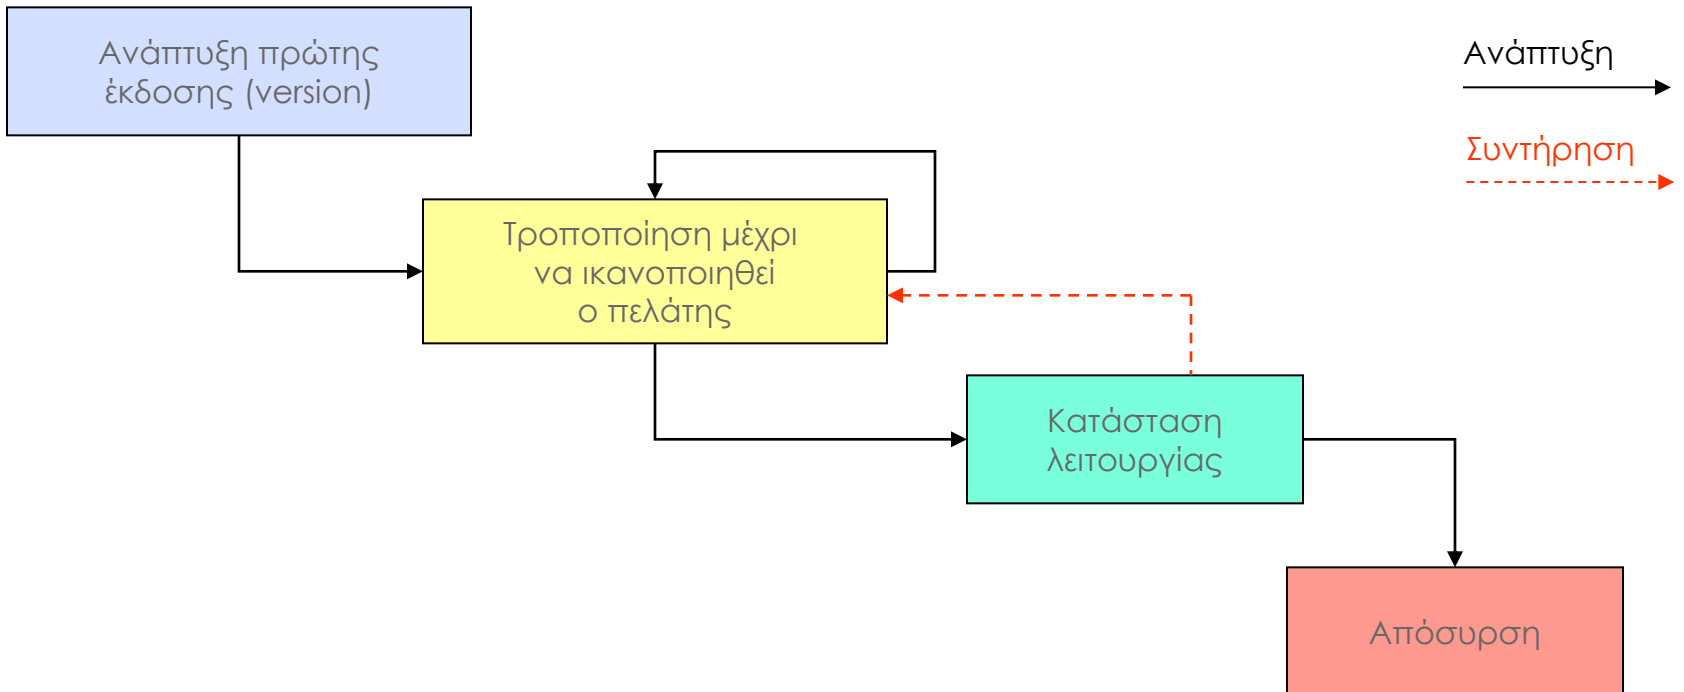 Ανάπτυξη πρώτης
έκδοσης (version)
Ανάπτυξη
Συντήρηση
Τροποποίηση μέχρι
να ικανοποιηθεί
ο πελάτης
Κατάσταση
λειτουργίας
Απόσυρση